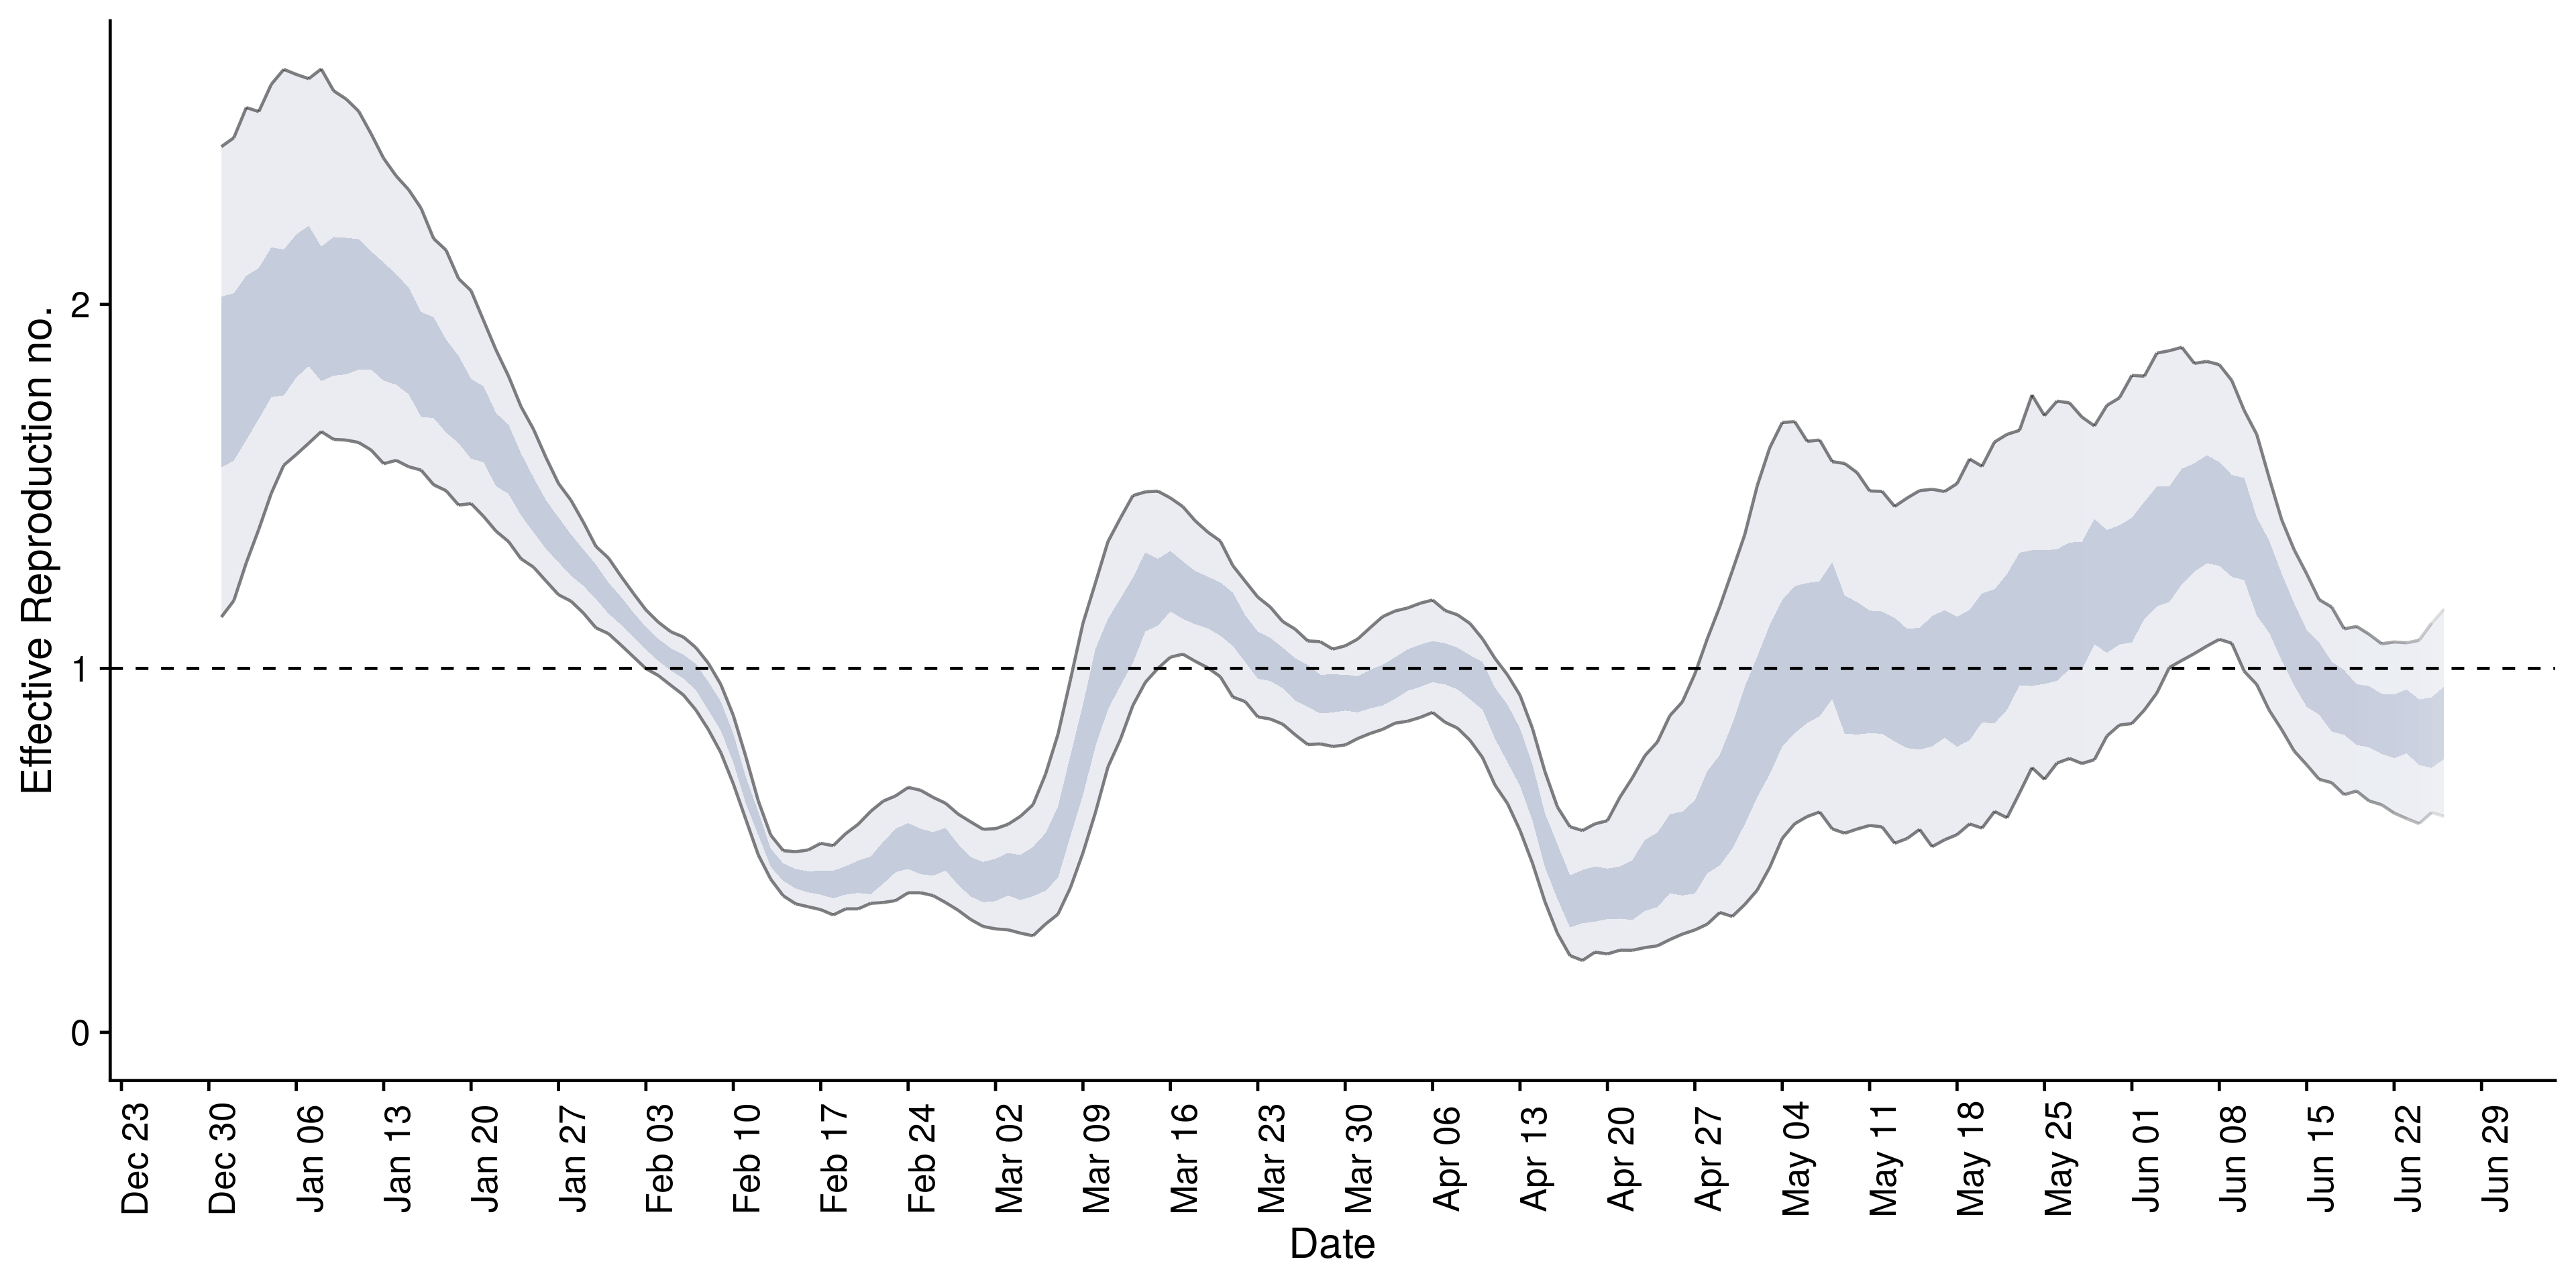 Effective Reproduction no.
2
1
0
Dec 23
Dec 30
Jan 06
Jan 13
Jan 20
Jan 27
Feb 03
Feb 10
Feb 17
Feb 24
Mar 02
Mar 09
Mar 16
Mar 23
Mar 30
Apr 06
Apr 13
Apr 20
Apr 27
May 04
May 11
May 18
May 25
Jun 01
Jun 08
Jun 15
Jun 22
Jun 29
Date